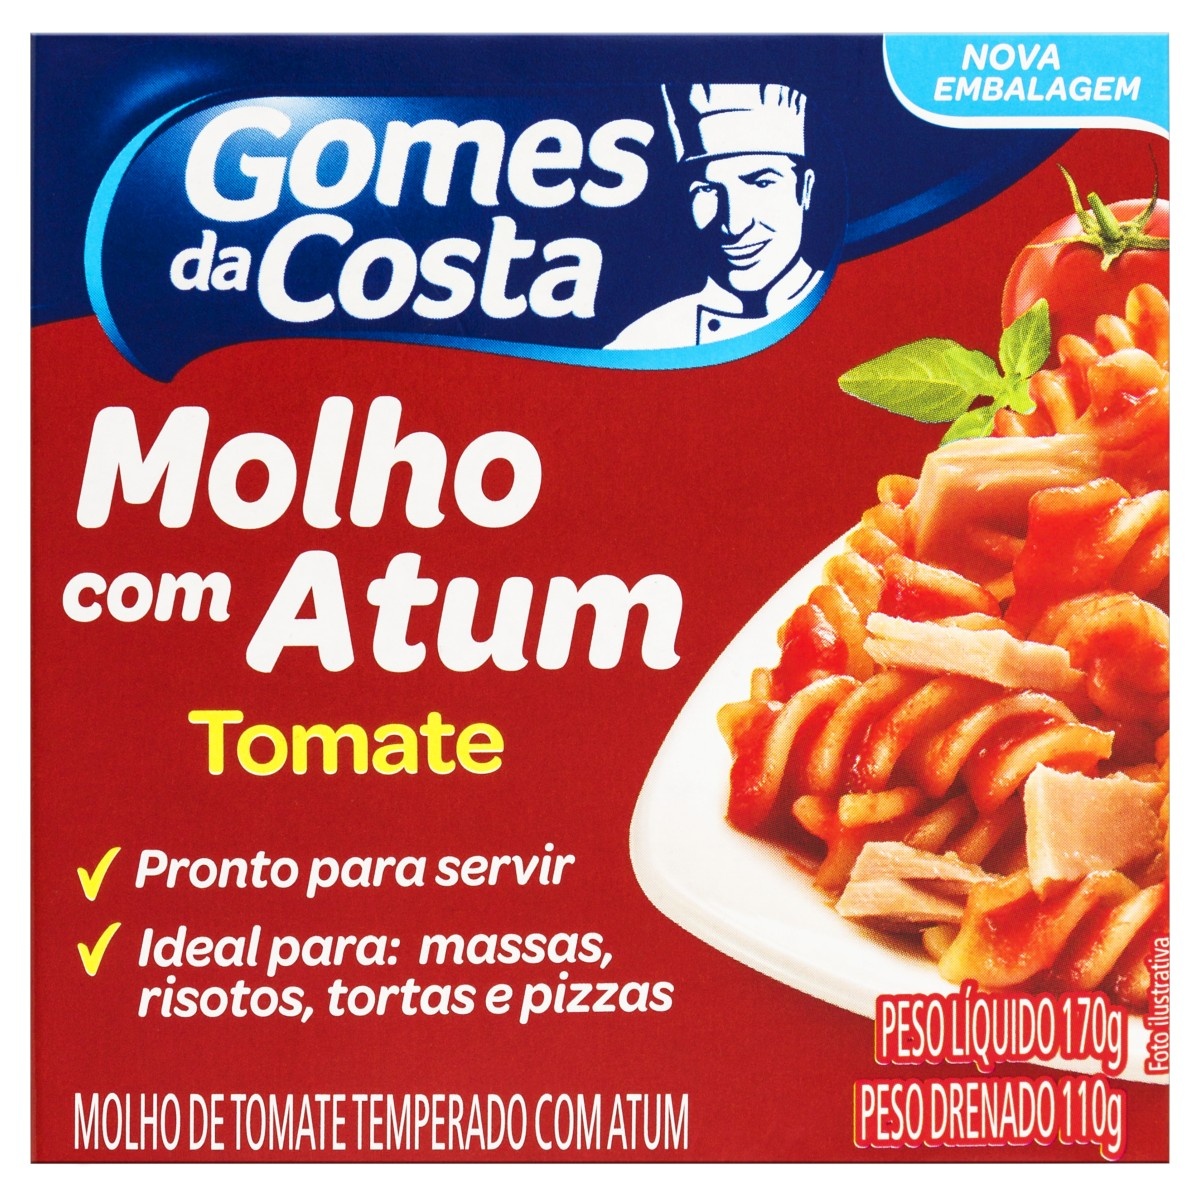 NOVA
EMBALAGEM
Gomes
da Costa
Molho
com Atum
Tomate
Pronto para servir
Ideal para: massas,
risotos, tortas e pizzas
MOLHO DE TOMATE TEMPERADO COM ATUM
PESO LÍQUIDO 170g
PESO DRENADO 110g
Foto ilustrativa